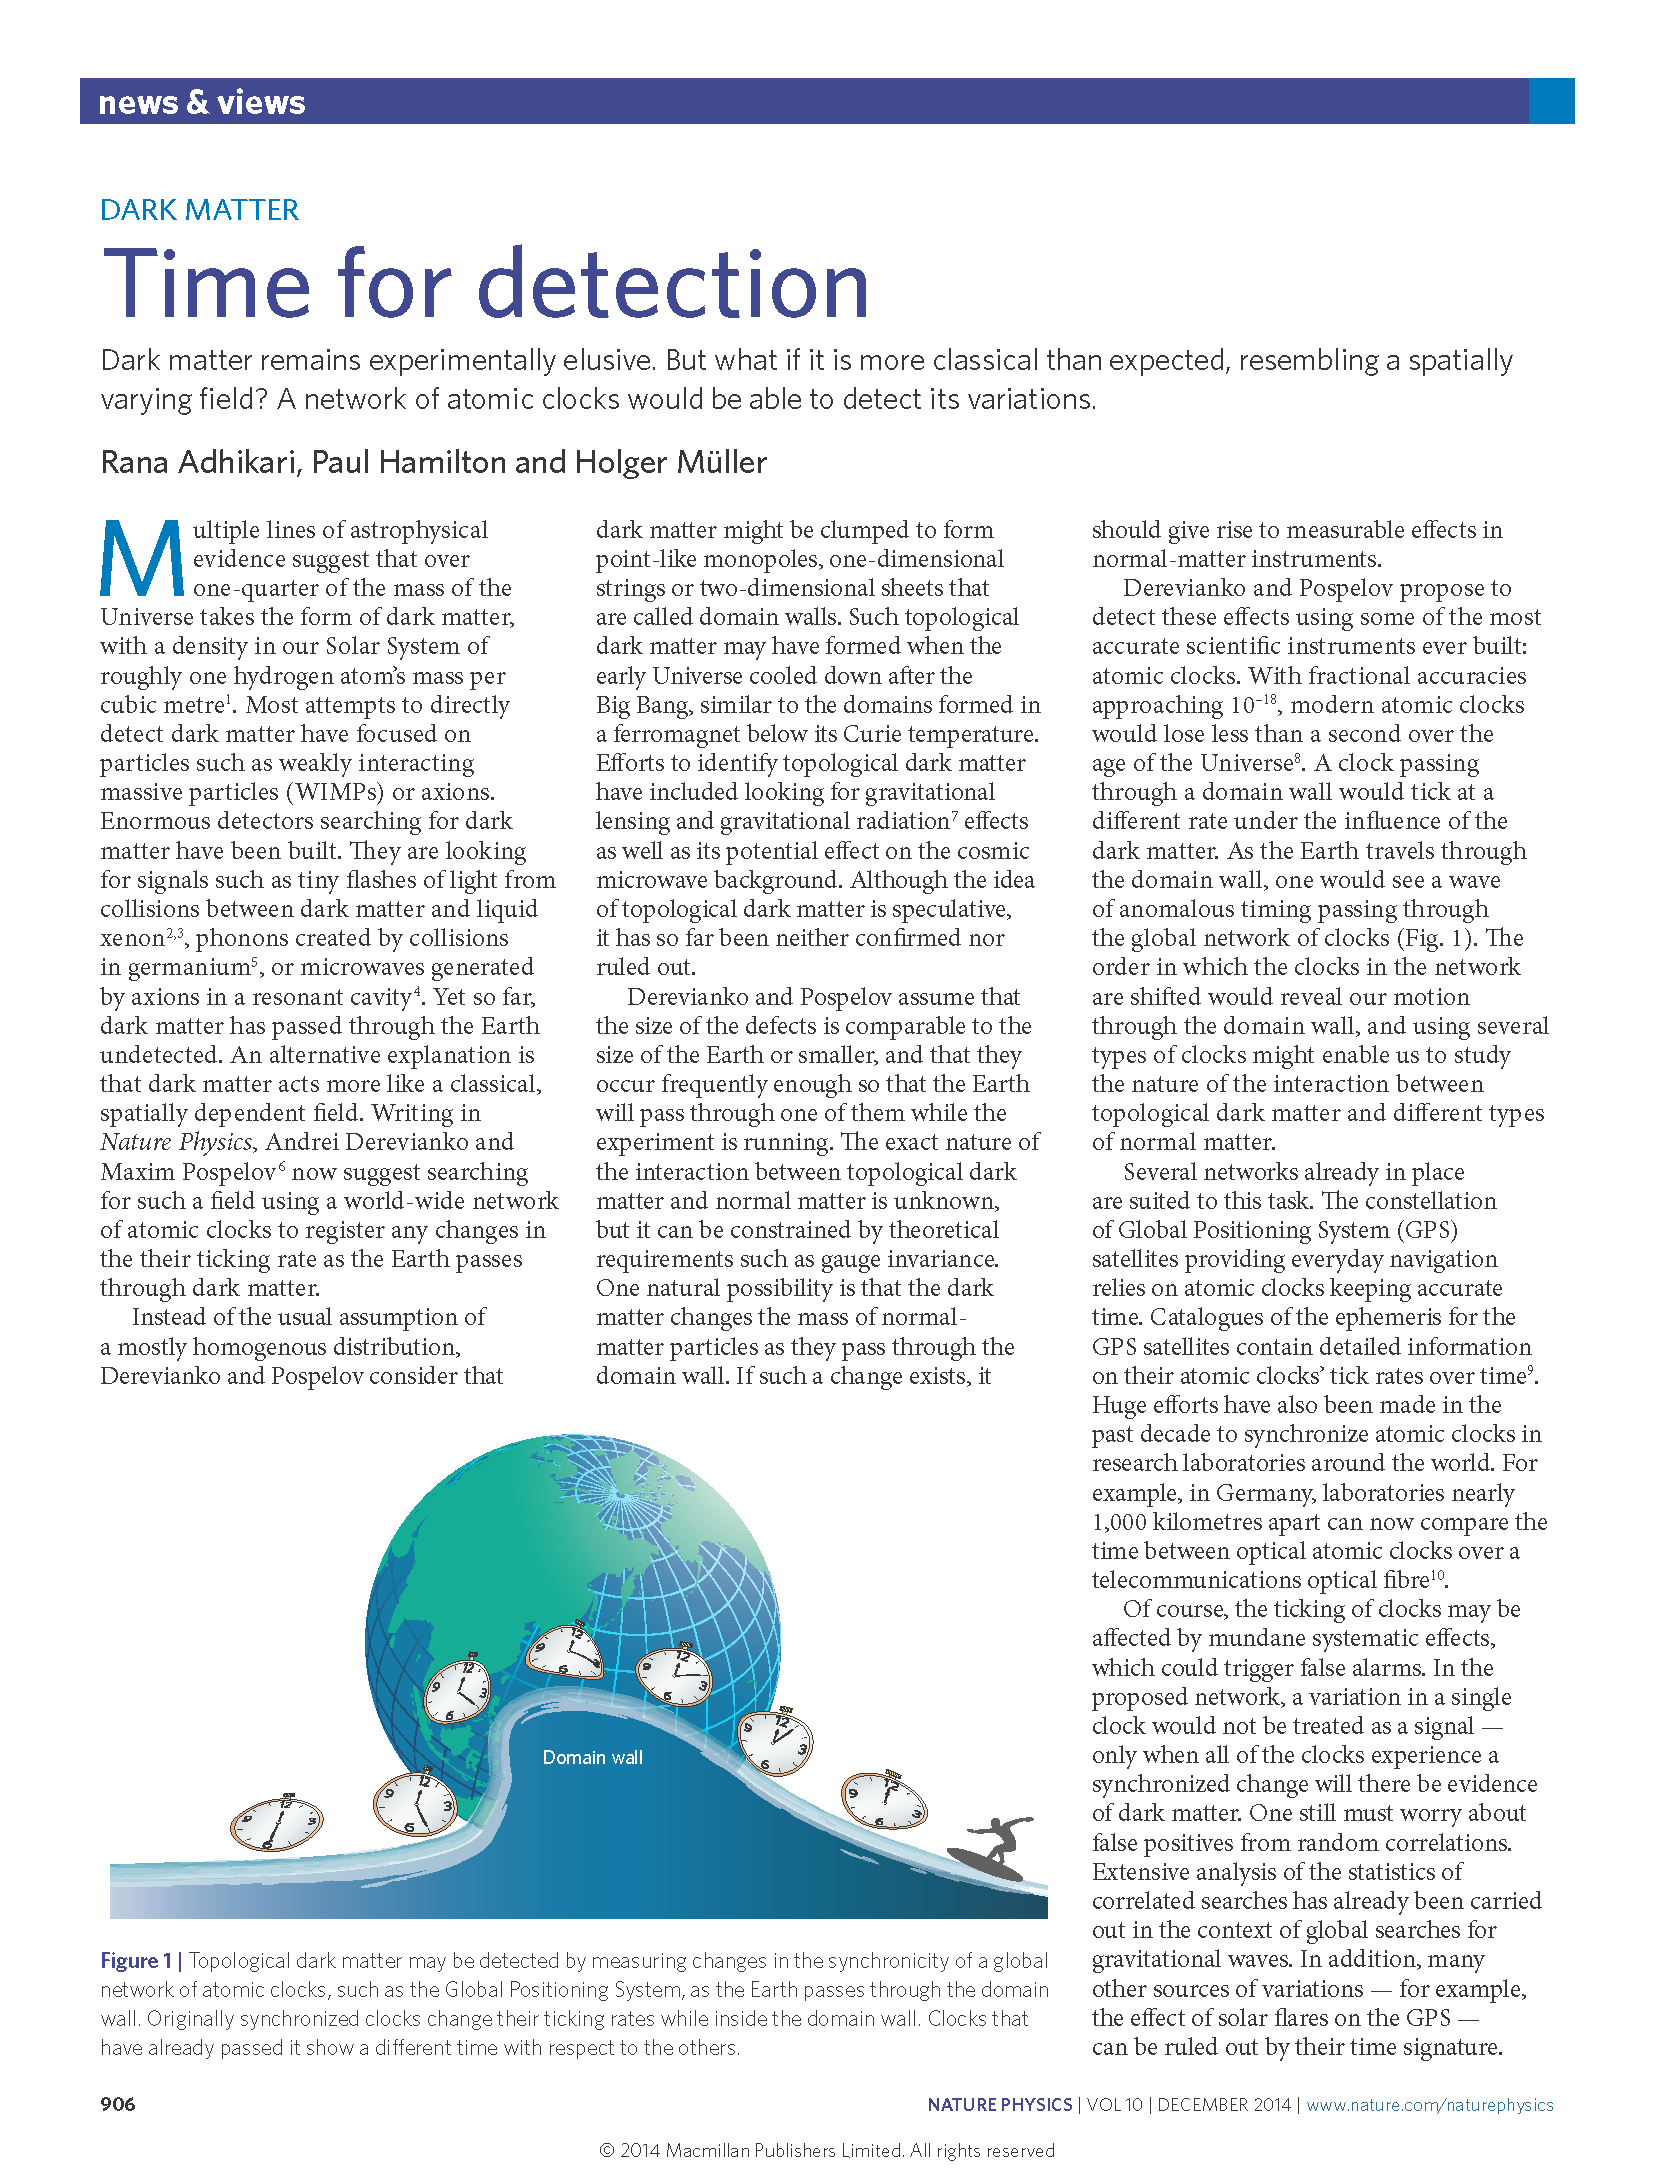 news & views
DARK MATTER
Time for detection
Dark matter remains experimentally elusive. But what if it is more classical than expected, resembling a spatially
varying field? A network of atomic clocks would be able to detect its variations.
Rana Adhikari, Paul Hamilton and Holger Müller
Multiple lines of astrophysical
evidence suggest that over
one-quarter of the mass of the
Universe takes the form of dark matter,
with a density in our Solar System of
roughly one hydrogen atom's mass per
cubic metre¹. Most attempts to directly
detect dark matter have focused on
particles such as weakly interacting
massive particles (WIMPs) or axions.
Enormous detectors searching for dark
matter have been built. They are looking
for signals such as tiny flashes of light from
collisions between dark matter and liquid
xenon²,³, phonons created by collisions
in germanium⁵, or microwaves generated
by axions in a resonant cavity⁴. Yet so far,
dark matter has passed through the Earth
undetected. An alternative explanation is
that dark matter acts more like a classical,
spatially dependent field. Writing in
Nature Physics, Andrei Derevianko and
Maxim Pospelov⁶ now suggest searching
for such a field using a world-wide network
of atomic clocks to register any changes in
the their ticking rate as the Earth passes
through dark matter.
Instead of the usual assumption of
a mostly homogenous distribution,
Derevianko and Pospelov consider that
dark matter might be clumped to form
point-like monopoles, one-dimensional
strings or two-dimensional sheets that
are called domain walls. Such topological
dark matter may have formed when the
early Universe cooled down after the
Big Bang, similar to the domains formed in
a ferromagnet below its Curie temperature.
Efforts to identify topological dark matter
have included looking for gravitational
lensing and gravitational radiation⁷ effects
as well as its potential effect on the cosmic
microwave background. Although the idea
of topological dark matter is speculative,
it has so far been neither confirmed nor
ruled out.
Derevianko and Pospelov assume that
the size of the defects is comparable to the
size of the Earth or smaller, and that they
occur frequently enough so that the Earth
will pass through one of them while the
experiment is running. The exact nature of
the interaction between topological dark
matter and normal matter is unknown,
but it can be constrained by theoretical
requirements such as gauge invariance.
One natural possibility is that the dark
matter changes the mass of normal-
matter particles as they pass through the
domain wall. If such a change exists, it
should give rise to measurable effects in
normal-matter instruments.
Derevianko and Pospelov propose to
detect these effects using some of the most
accurate scientific instruments ever built:
atomic clocks. With fractional accuracies
approaching 10⁻¹⁸, modern atomic clocks
would lose less than a second over the
age of the Universe⁸. A clock passing
through a domain wall would tick at a
different rate under the influence of the
dark matter. As the Earth travels through
the domain wall, one would see a wave
of anomalous timing passing through
the global network of clocks (Fig. 1). The
order in which the clocks in the network
are shifted would reveal our motion
through the domain wall, and using several
types of clocks might enable us to study
the nature of the interaction between
topological dark matter and different types
of normal matter.
Several networks already in place
are suited to this task. The constellation
of Global Positioning System (GPS)
satellites providing everyday navigation
relies on atomic clocks keeping accurate
time. Catalogues of the ephemeris for the
GPS satellites contain detailed information
on their atomic clocks' tick rates over time⁹.
Huge efforts have also been made in the
past decade to synchronize atomic clocks in
research laboratories around the world. For
example, in Germany, laboratories nearly
1,000 kilometres apart can now compare the
time between optical atomic clocks over a
telecommunications optical fibre¹⁰.
Of course, the ticking of clocks may be
affected by mundane systematic effects,
which could trigger false alarms. In the
proposed network, a variation in a single
clock would not be treated as a signal —
only when all of the clocks experience a
synchronized change will there be evidence
of dark matter. One still must worry about
false positives from random correlations.
Extensive analysis of the statistics of
correlated searches has already been carried
out in the context of global searches for
gravitational waves. In addition, many
other sources of variations — for example,
the effect of solar flares on the GPS —
can be ruled out by their time signature.
12 3 6 9
12 3 6 9
12 3 6 9
12 6 9
12 3 6 9
12 3 6 9
12 3 6 9
Domain wall
Figure 1 | Topological dark matter may be detected by measuring changes in the synchronicity of a global
network of atomic clocks, such as the Global Positioning System, as the Earth passes through the domain
wall. Originally synchronized clocks change their ticking rates while inside the domain wall. Clocks that
have already passed it show a different time with respect to the others.
906
NATURE PHYSICS | VOL 10 | DECEMBER 2014 | www.nature.com/naturephysics
© 2014 Macmillan Publishers Limited. All rights reserved